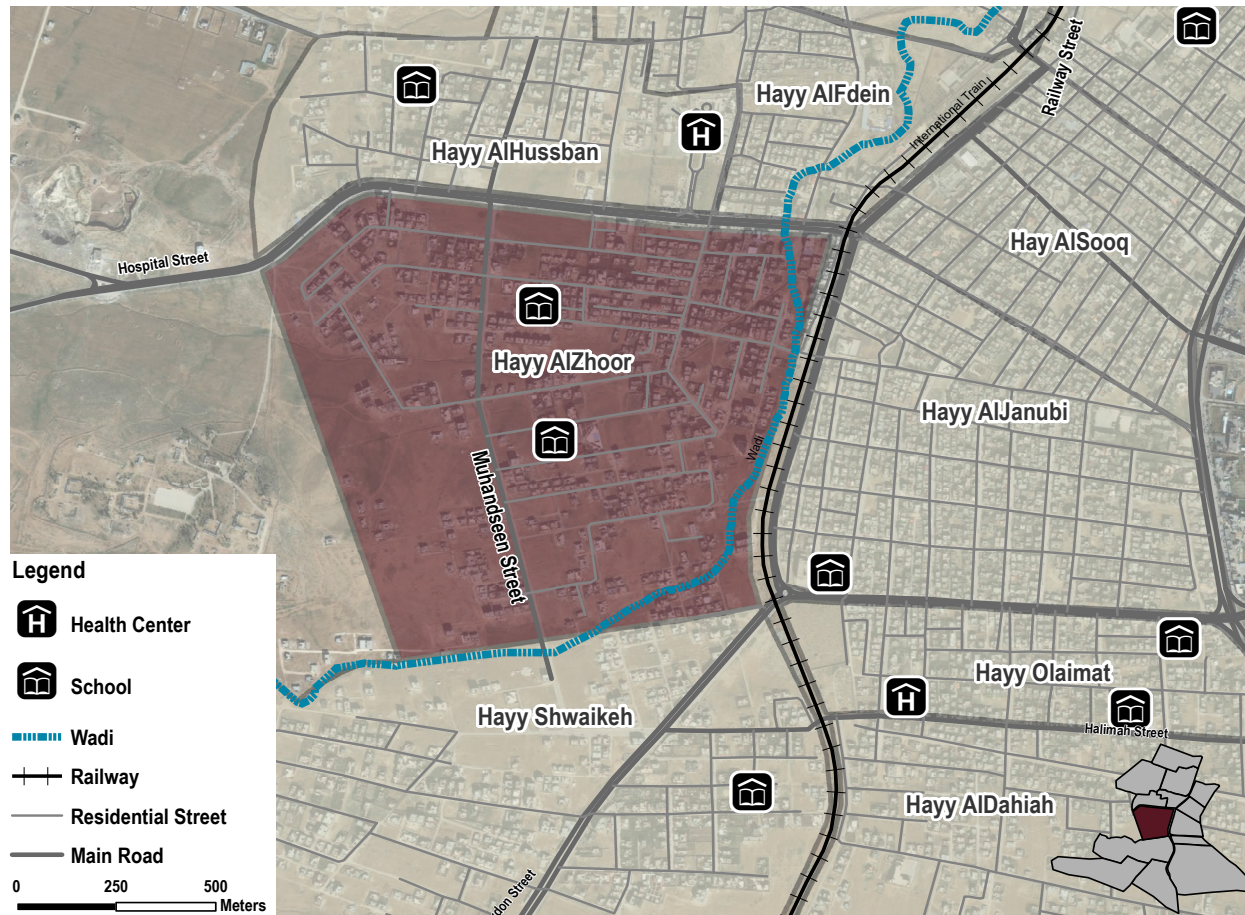 Hayy AlFdein
Railway Street
International Train
Hayy AlHussban
Hay AlSooq
Hospital Street
Hayy AlZhoor
Hayy AlJanubi
Wadi
Muhandseen Street
Hayy Olaimat
Hayy Shwaikeh
Halimah Street
Hayy AlDahiah
Street
Legend
H Health Center
School
Wadi
Railway
Residential Street
Main Road
0 250 500
Meters
H
H